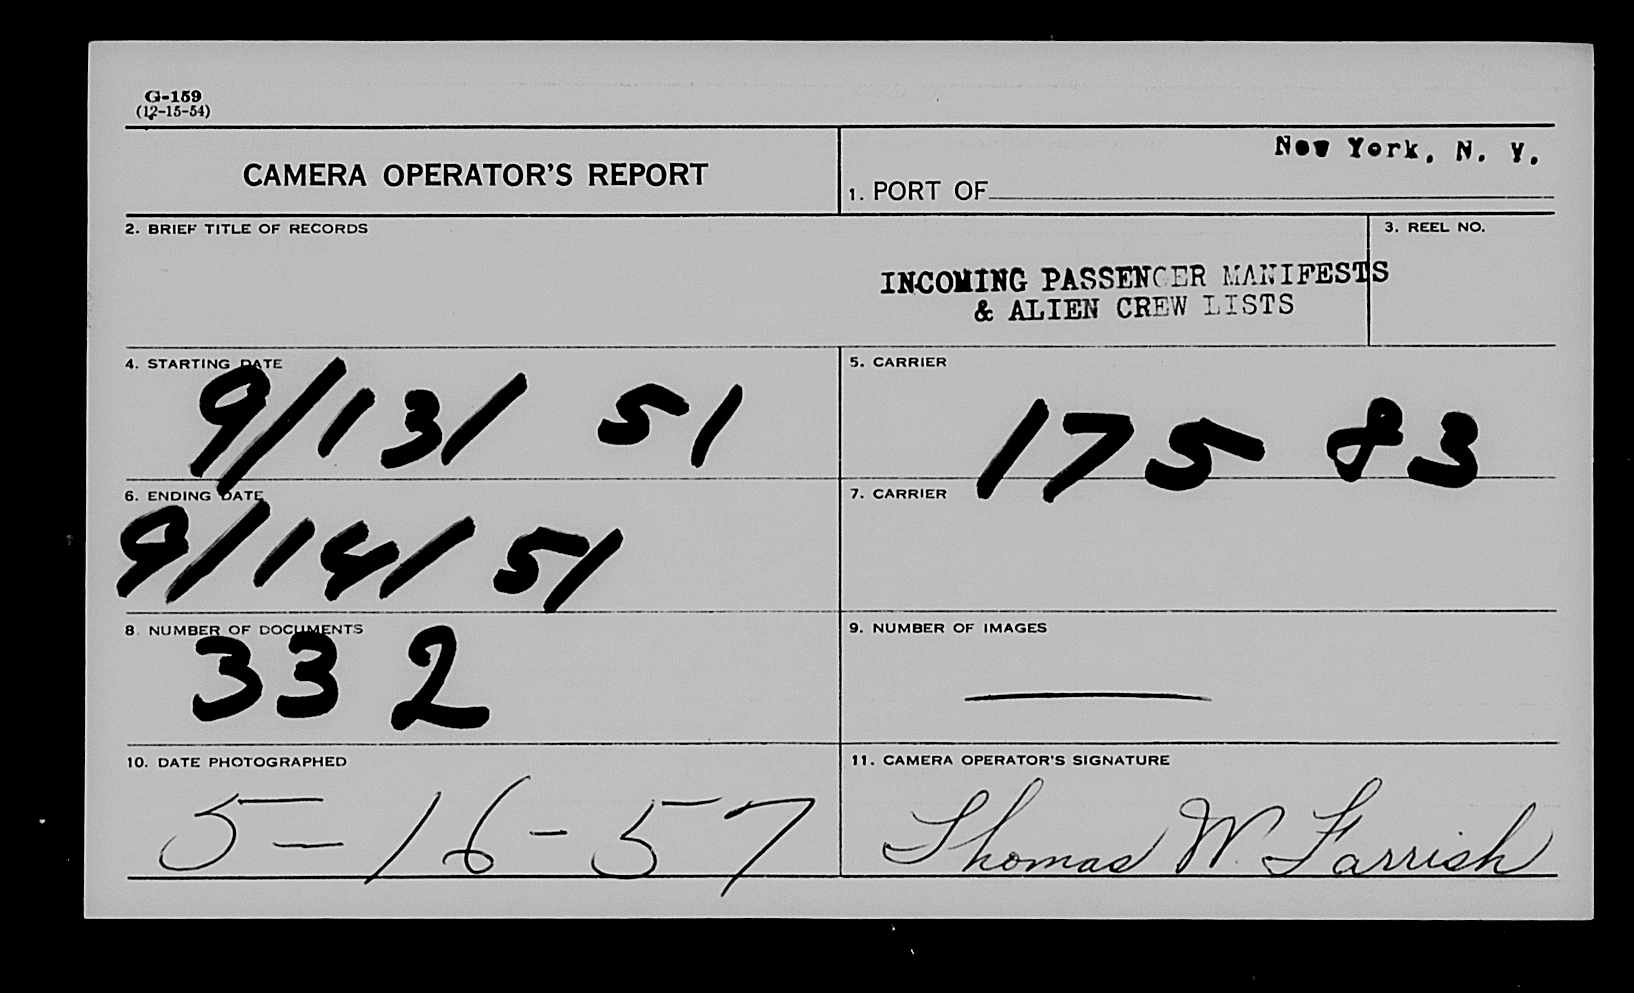 G-159
(12-15-54)
CAMERA OPERATOR'S REPORT
New York, N. Y.
1. PORT OF
2. BRIEF TITLE OF RECORDS
3. REEL NO.
INCOMING PASSENGER MANIFESTS
& ALIEN CREW LISTS
4. STARTING DATE
9/13/ 51
5. CARRIER
175 83
6. ENDING DATE
9/14/51
7. CARRIER
8. NUMBER OF DOCUMENTS
332
9. NUMBER OF IMAGES
10. DATE PHOTOGRAPHED
5-16-57
11. CAMERA OPERATOR'S SIGNATURE
Thomas W. Farrish